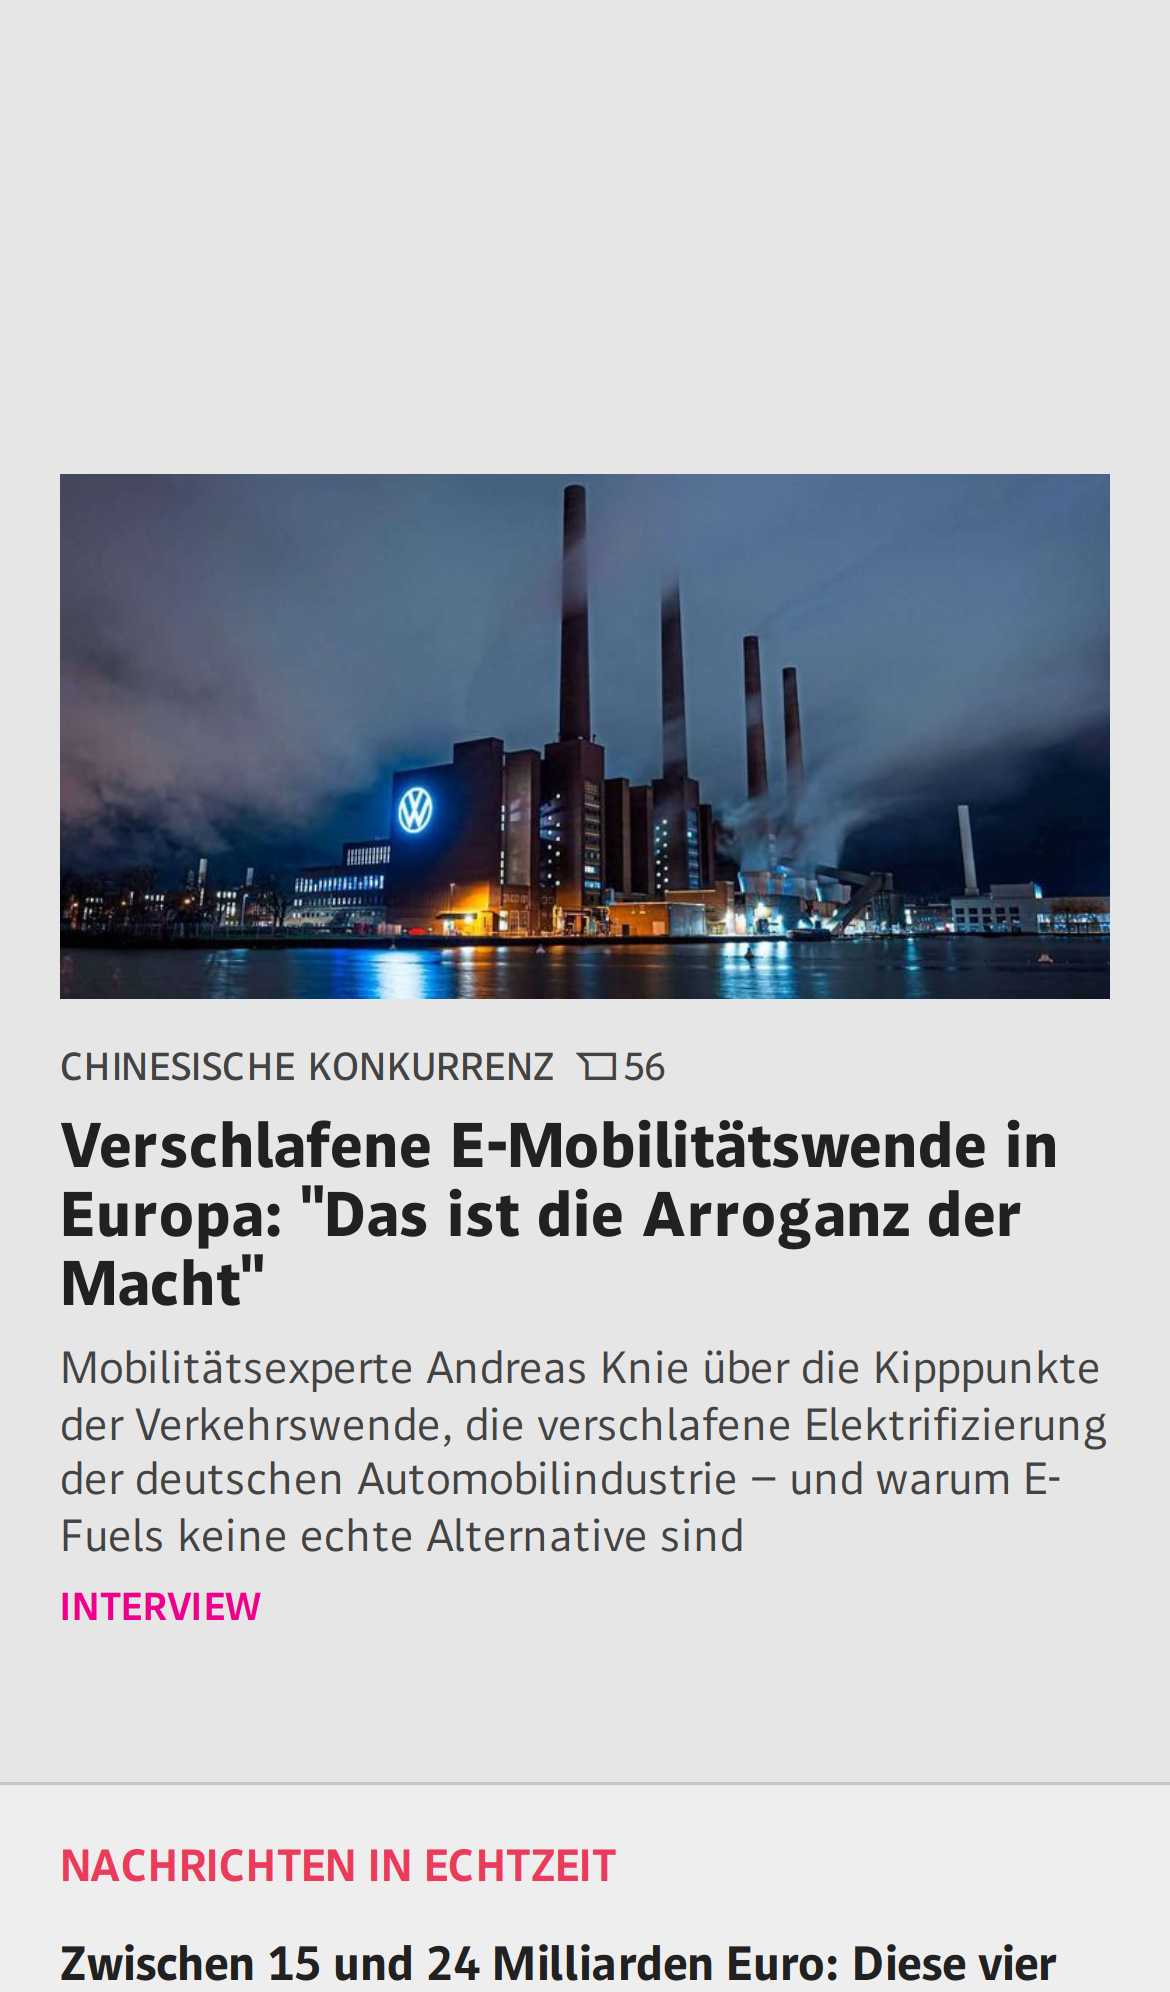 CHINESISCHE KONKURRENZ 56
Verschlafene E-Mobilitätswende in
Europa: "Das ist die Arroganz der
Macht"
Mobilitätsexperte Andreas Knie über die Kipppunkte
der Verkehrswende, die verschlafene Elektrifizierung
der deutschen Automobilindustrie – und warum E-
Fuels keine echte Alternative sind
INTERVIEW
NACHRICHTEN IN ECHTZEIT
Zwischen 15 und 24 Milliarden Euro: Diese vier